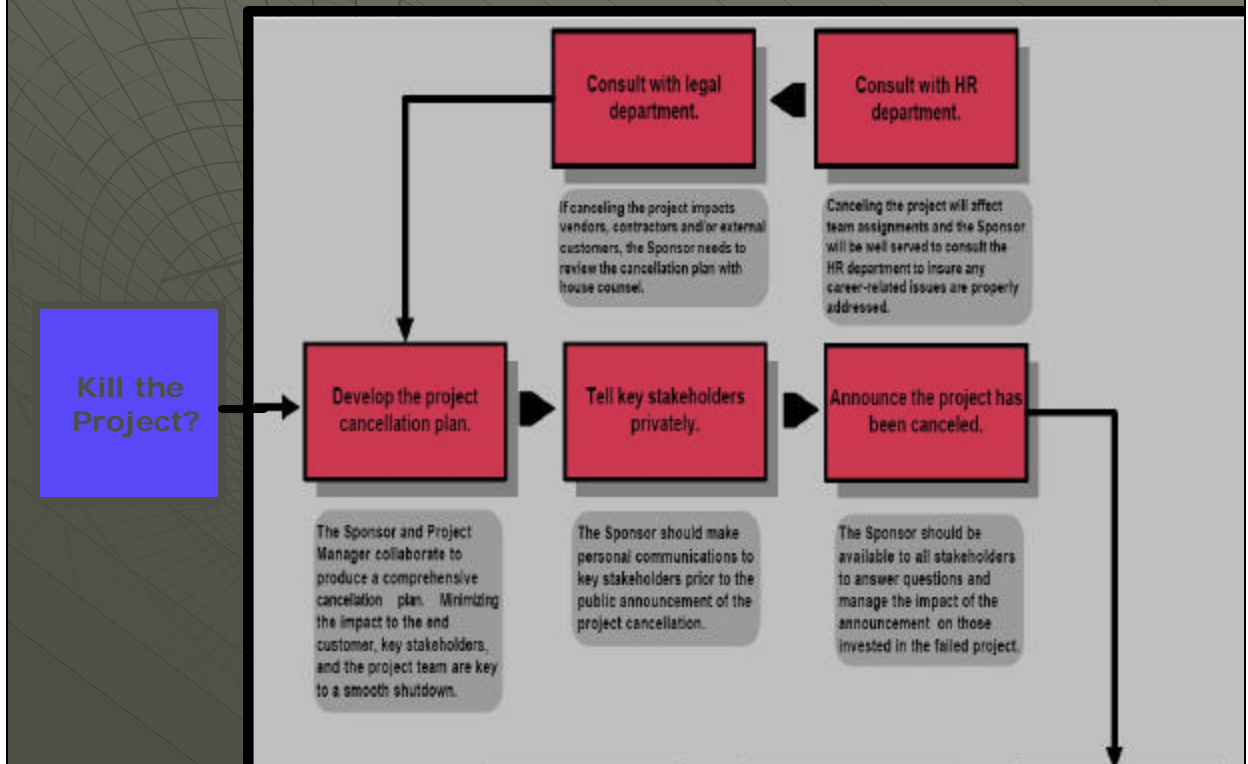 Consult with legal
department.
Consult with HR
department.
If canceling the project impacts
vendors, contractors and/or external
customers, the Sponsor needs to
review the cancellation plan with
house counsel.
Canceling the project will affect
team assignments and the Sponsor
will be well served to consult the
HR department to insure any
career-related issues are properly
addressed.
Kill the
Project?
Develop the project
cancellation plan.
Tell key stakeholders
privately.
Announce the project has
been canceled.
The Sponsor and Project
Manager collaborate to
produce a comprehensive
cancellation plan. Minimizing
the impact to the end
customer, key stakeholders,
and the project team are key
to a smooth shutdown.
The Sponsor should make
personal communications to
key stakeholders prior to the
public announcement of the
project cancellation.
The Sponsor should be
available to all stakeholders
to answer questions and
manage the impact of the
announcement on those
invested in the failed project.